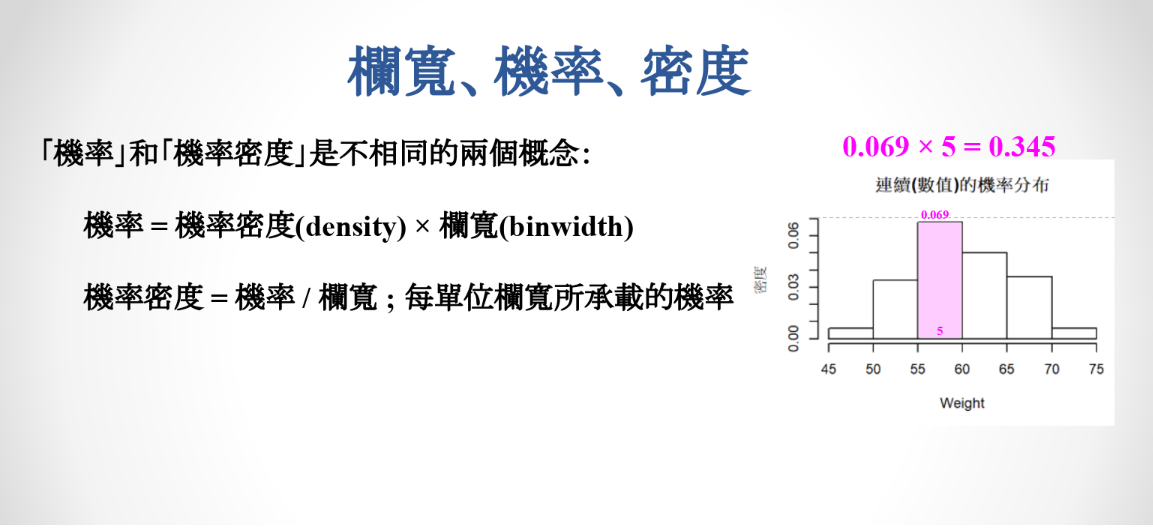 欄寬、機率、密度
「機率」和「機率密度」是不相同的兩個概念:
機率 = 機率密度(density) × 欄寬(binwidth)
機率密度 = 機率 / 欄寬 ; 每單位欄寬所承載的機率
0.069 × 5 = 0.345
連續(數值)的機率分布
0.069
密度
0.06
0.03
0.00
5
45 50 55 60 65 70 75
Weight